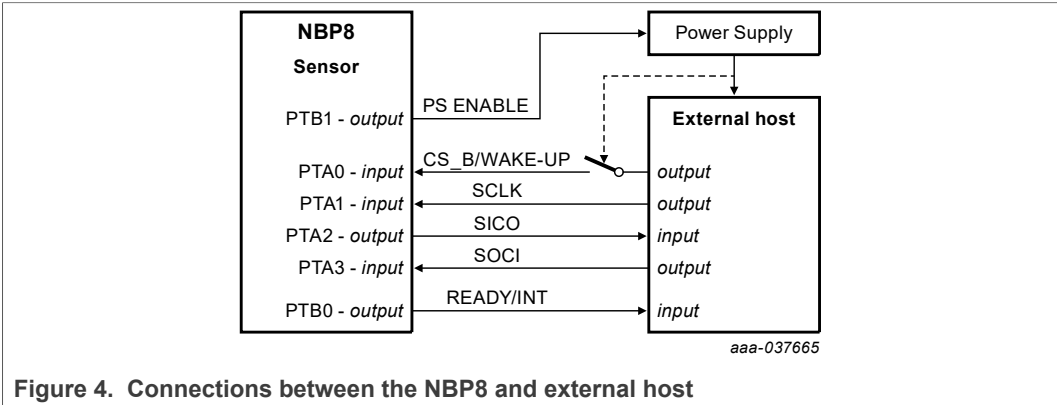 NBP8
Sensor
Power Supply
PTB1 - output
PS ENABLE
External host
PTA0 - input
CS_B/WAKE-UP
output
PTA1 - input
SCLK
output
PTA2 - output
SICO
input
PTA3 - input
SOCI
output
PTB0 - output
READY/INT
input
aaa-037665
Figure 4. Connections between the NBP8 and external host